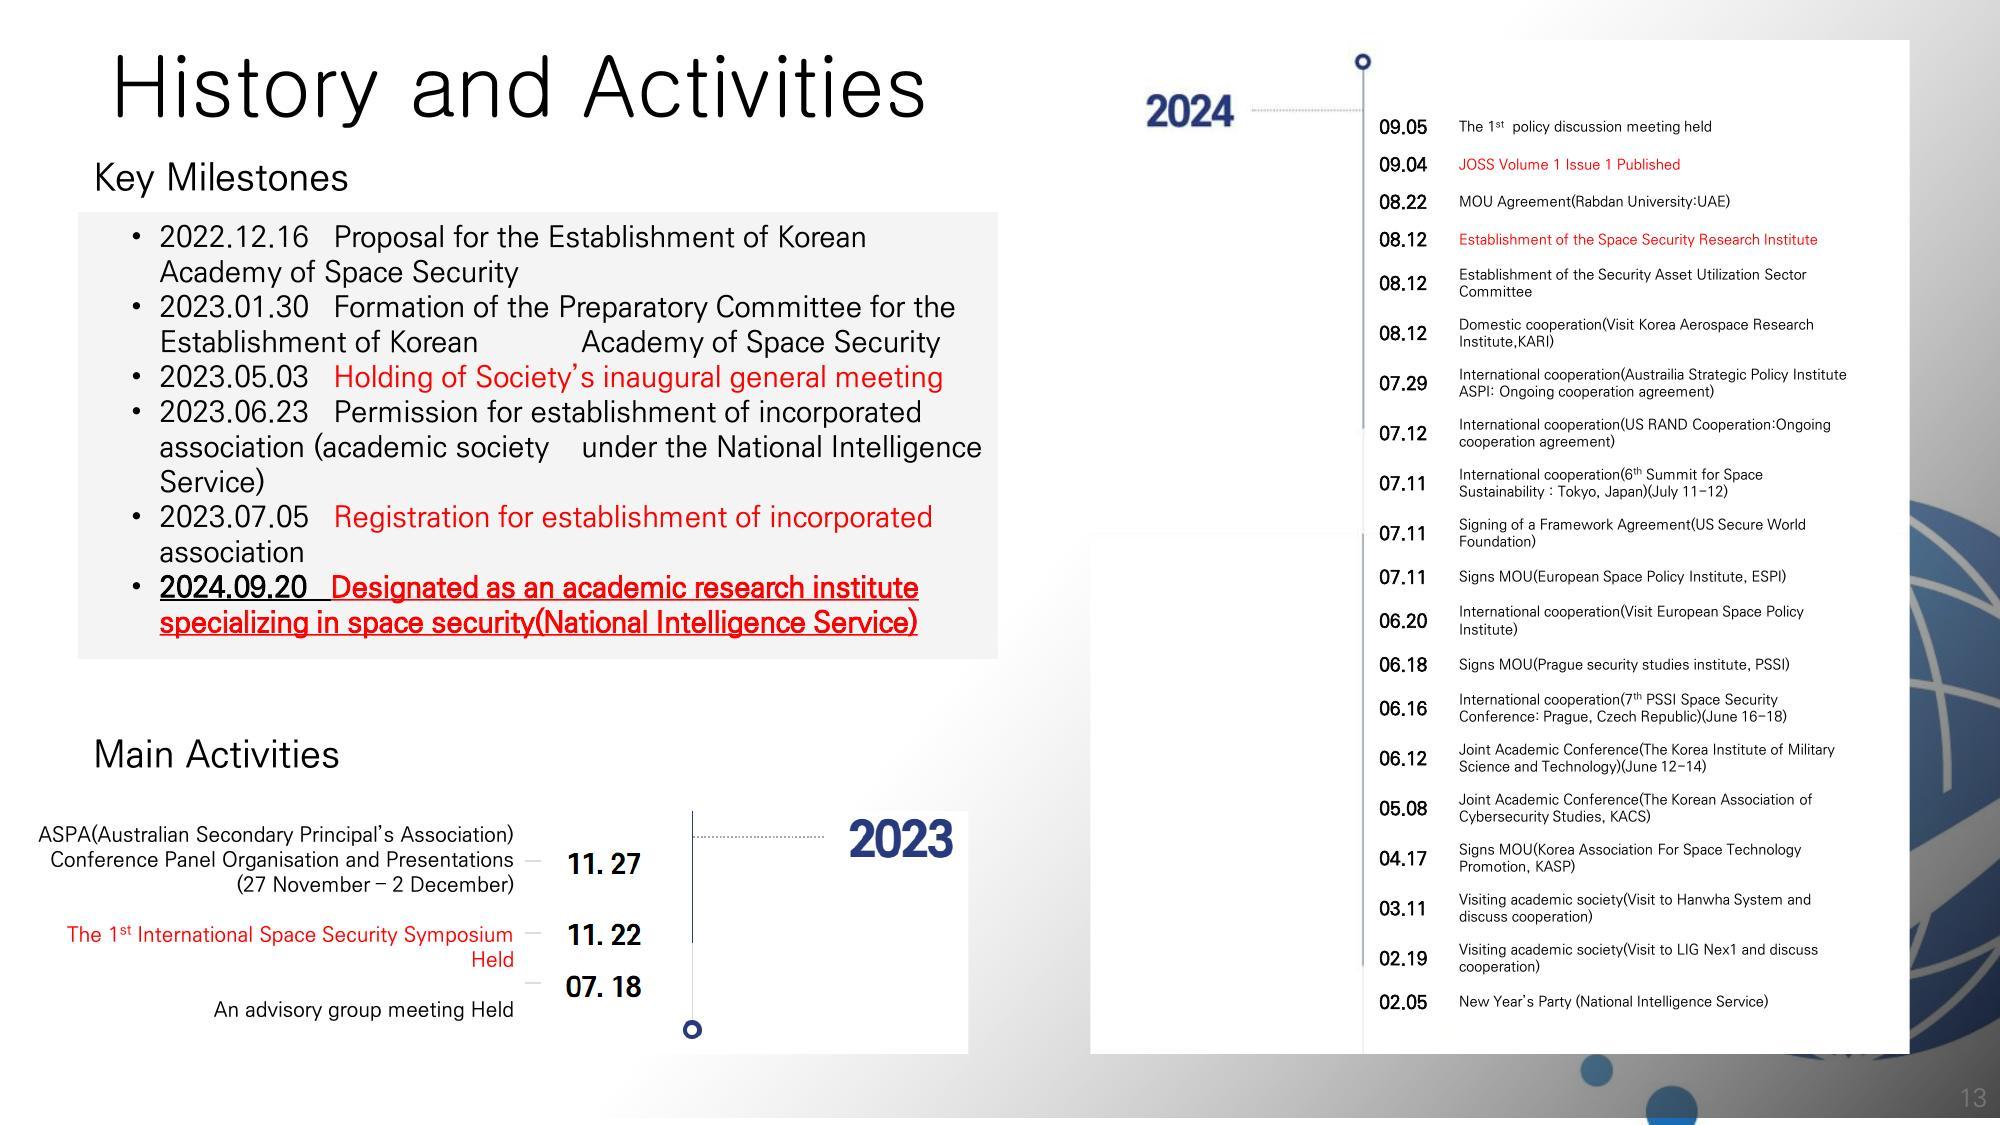 History and Activities
Key Milestones
• 2022.12.16 Proposal for the Establishment of Korean
Academy of Space Security
• 2023.01.30 Formation of the Preparatory Committee for the
Establishment of Korean Academy of Space Security
• 2023.05.03 Holding of Society's inaugural general meeting
• 2023.06.23 Permission for establishment of incorporated
association (academic society under the National Intelligence
Service)
• 2023.07.05 Registration for establishment of incorporated
association
• 2024.09.20 Designated as an academic research institute
specializing in space security(National Intelligence Service)
Main Activities
2023
ASPA(Australian Secondary Principal's Association)
Conference Panel Organisation and Presentations
(27 November – 2 December)
11. 27
The 1st International Space Security Symposium
Held
11. 22
07. 18
An advisory group meeting Held
2024
09.05 The 1st policy discussion meeting held
09.04 JOSS Volume 1 Issue 1 Published
08.22 MOU Agreement(Rabdan University:UAE)
08.12 Establishment of the Space Security Research Institute
08.12 Establishment of the Security Asset Utilization Sector
Committee
08.12 Domestic cooperation(Visit Korea Aerospace Research
Institute,KARI)
07.29 International cooperation(Austrailia Strategic Policy Institute
ASPI: Ongoing cooperation agreement)
07.12 International cooperation(US RAND Cooperation:Ongoing
cooperation agreement)
07.11 International cooperation(6th Summit for Space
Sustainability : Tokyo, Japan)(July 11-12)
07.11 Signing of a Framework Agreement(US Secure World
Foundation)
07.11 Signs MOU(European Space Policy Institute, ESPI)
06.20 International cooperation(Visit European Space Policy
Institute)
06.18 Signs MOU(Prague security studies institute, PSSI)
06.16 International cooperation(7th PSSI Space Security
Conference: Prague, Czech Republic)(June 16-18)
06.12 Joint Academic Conference(The Korea Institute of Military
Science and Technology)(June 12-14)
05.08 Joint Academic Conference(The Korean Association of
Cybersecurity Studies, KACS)
04.17 Signs MOU(Korea Association For Space Technology
Promotion, KASP)
03.11 Visiting academic society(Visit to Hanwha System and
discuss cooperation)
02.19 Visiting academic society(Visit to LIG Nex1 and discuss
cooperation)
02.05 New Year's Party (National Intelligence Service)
13